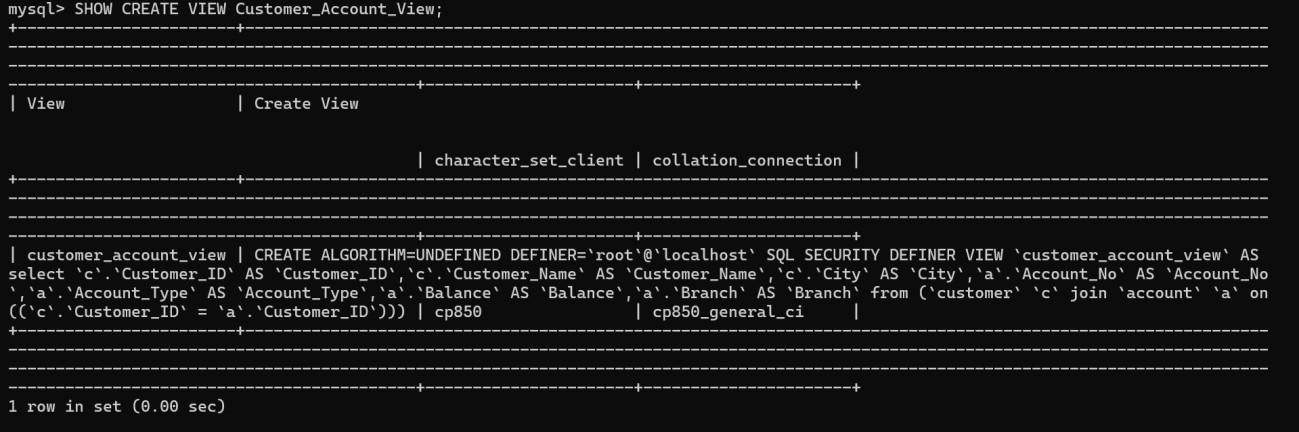 mysql> SHOW CREATE VIEW Customer_Account_View;
+------------------------+-------------------------------------------------------------------------------------------------------------
-------------------------------------------------------------------------------------------------------------------------------------
-------------------------------------------------------------------------------------------------------------------------------------
-------------------------------------------+----------------------+----------------------+
| View | Create View
| character_set_client | collation_connection |
+------------------------+-------------------------------------------------------------------------------------------------------------
-------------------------------------------------------------------------------------------------------------------------------------
-------------------------------------------------------------------------------------------------------------------------------------
-------------------------------------------+----------------------+----------------------+
| customer_account_view | CREATE ALGORITHM=UNDEFINED DEFINER=`root`@`localhost` SQL SECURITY DEFINER VIEW `customer_account_view` AS
select `c`.`Customer_ID` AS `Customer_ID`,`c`.`Customer_Name` AS `Customer_Name`,`c`.`City` AS `City`,`a`.`Account_No` AS `Account_No
`,`a`.`Account_Type` AS `Account_Type`,`a`.`Balance` AS `Balance`,`a`.`Branch` AS `Branch` from (`customer` `c` join `account` `a` on
((`c`.`Customer_ID` = `a`.`Customer_ID`))) | cp850 | cp850_general_ci |
+------------------------+-------------------------------------------------------------------------------------------------------------
-------------------------------------------------------------------------------------------------------------------------------------
-------------------------------------------------------------------------------------------------------------------------------------
-------------------------------------------+----------------------+----------------------+
1 row in set (0.00 sec)